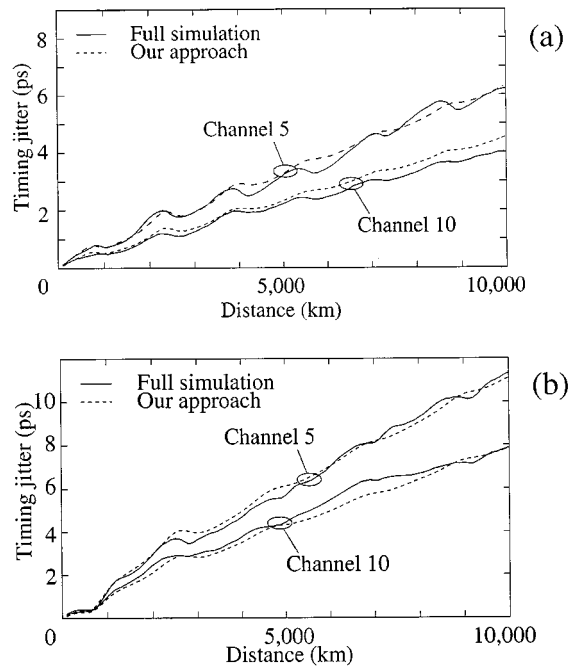 8
Full simulation
Our approach
(a)
6
Timing jitter (ps)
Channel 5
4
2
Channel 10
0
5,000
10,000
Distance (km)
Full simulation
Our approach
(b)
10
8
Timing jitter (ps)
Channel 5
6
4
Channel 10
2
0
5,000
10,000
Distance (km)